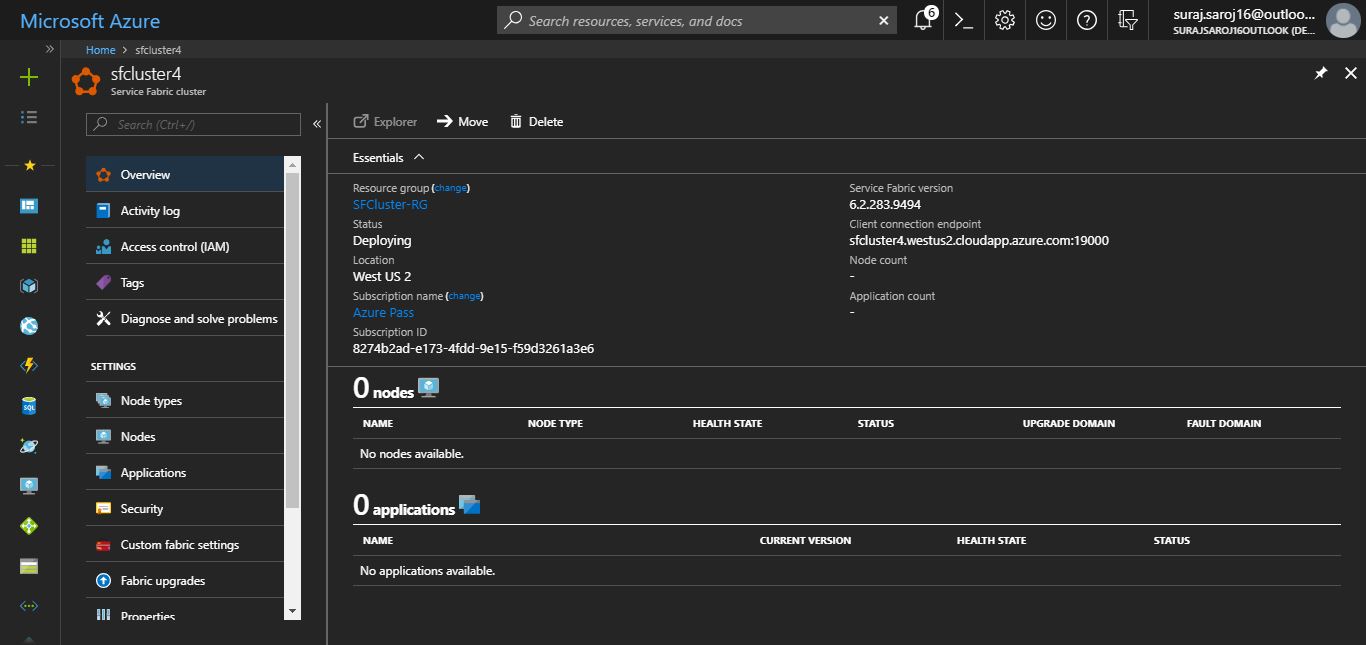 Microsoft Azure
Search resources, services, and docs
6
suraj.saroj16@outloo...
SURAJSAROJ16OUTLOOK (DE...
Home > sfcluster4
sfcluster4
Service Fabric cluster
Search (Ctrl+/)
Overview
Activity log
Access control (IAM)
Tags
Diagnose and solve problems
SETTINGS
Node types
Nodes
Applications
Security
Custom fabric settings
Fabric upgrades
Properties
Explorer Move Delete
Essentials
Resource group (change)
SFCluster-RG
Status
Deploying
Location
West US 2
Subscription name (change)
Azure Pass
Subscription ID
8274b2ad-e173-4fdd-9e15-f59d3261a3e6
Service Fabric version
6.2.283.9494
Client connection endpoint
sfcluster4.westus2.cloudapp.azure.com:19000
Node count
-
Application count
-
0 nodes
NAME NODE TYPE HEALTH STATE STATUS UPGRADE DOMAIN FAULT DOMAIN
No nodes available.
0 applications
NAME CURRENT VERSION HEALTH STATE STATUS
No applications available.